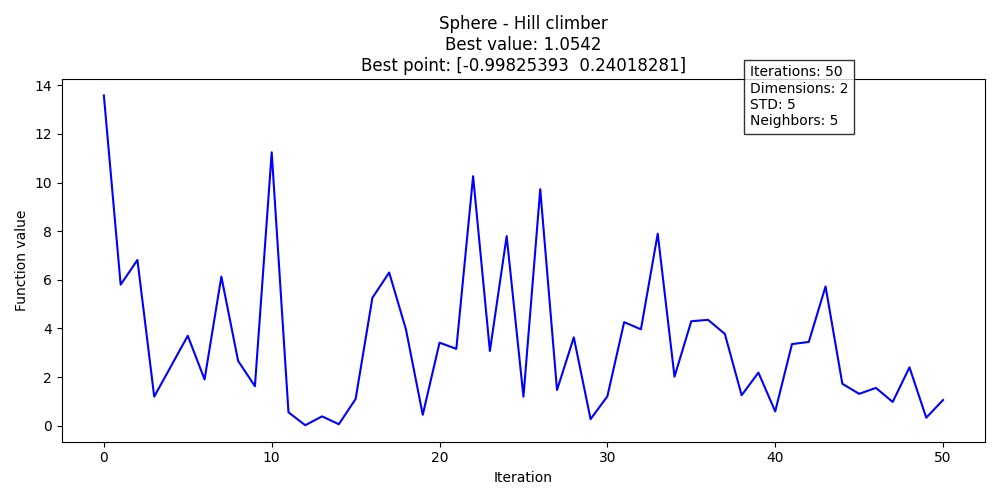 Sphere - Hill climber
Best value: 1.0542
Best point: [-0.99825393  0.24018281]
Iterations: 50
Dimensions: 2
STD: 5
Neighbors: 5
14
12
10
8
6
4
2
0
Function value
0 10 20 30 40 50
Iteration